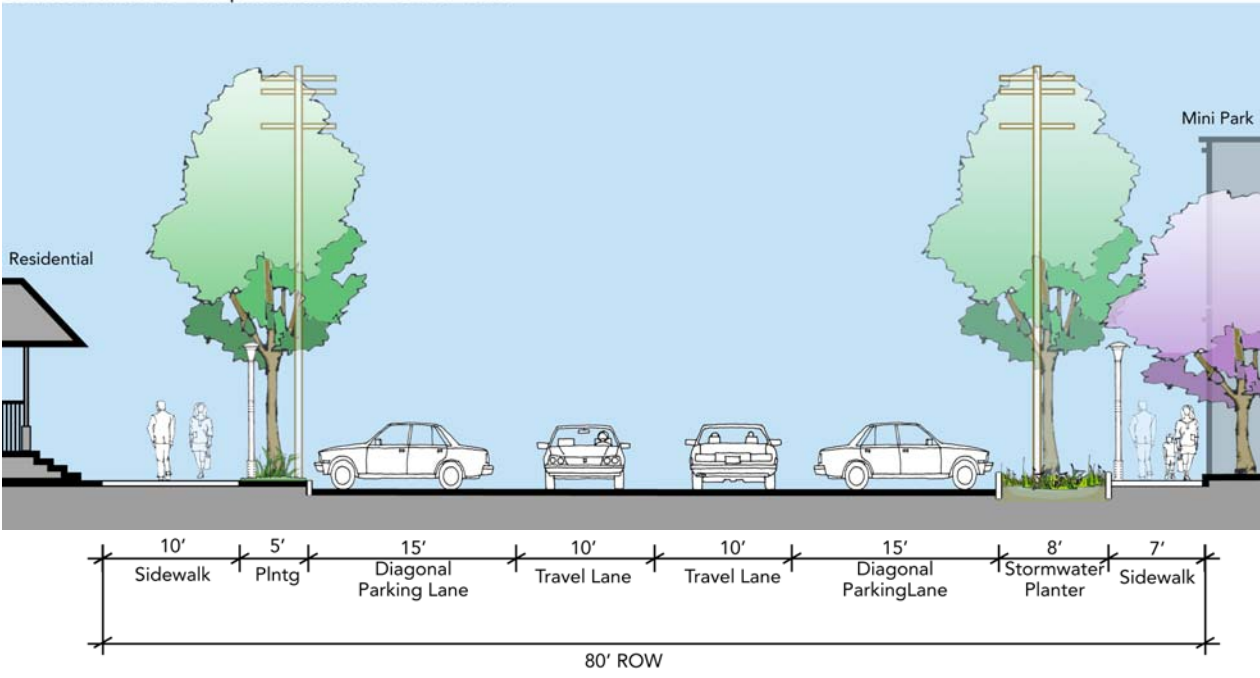 Mini Park
Residential
10' 5' 15' 10' 10' 15' 8' 7'
Sidewalk Plntg Diagonal Parking Lane Travel Lane Travel Lane Diagonal ParkingLane Stormwater Planter Sidewalk
80' ROW